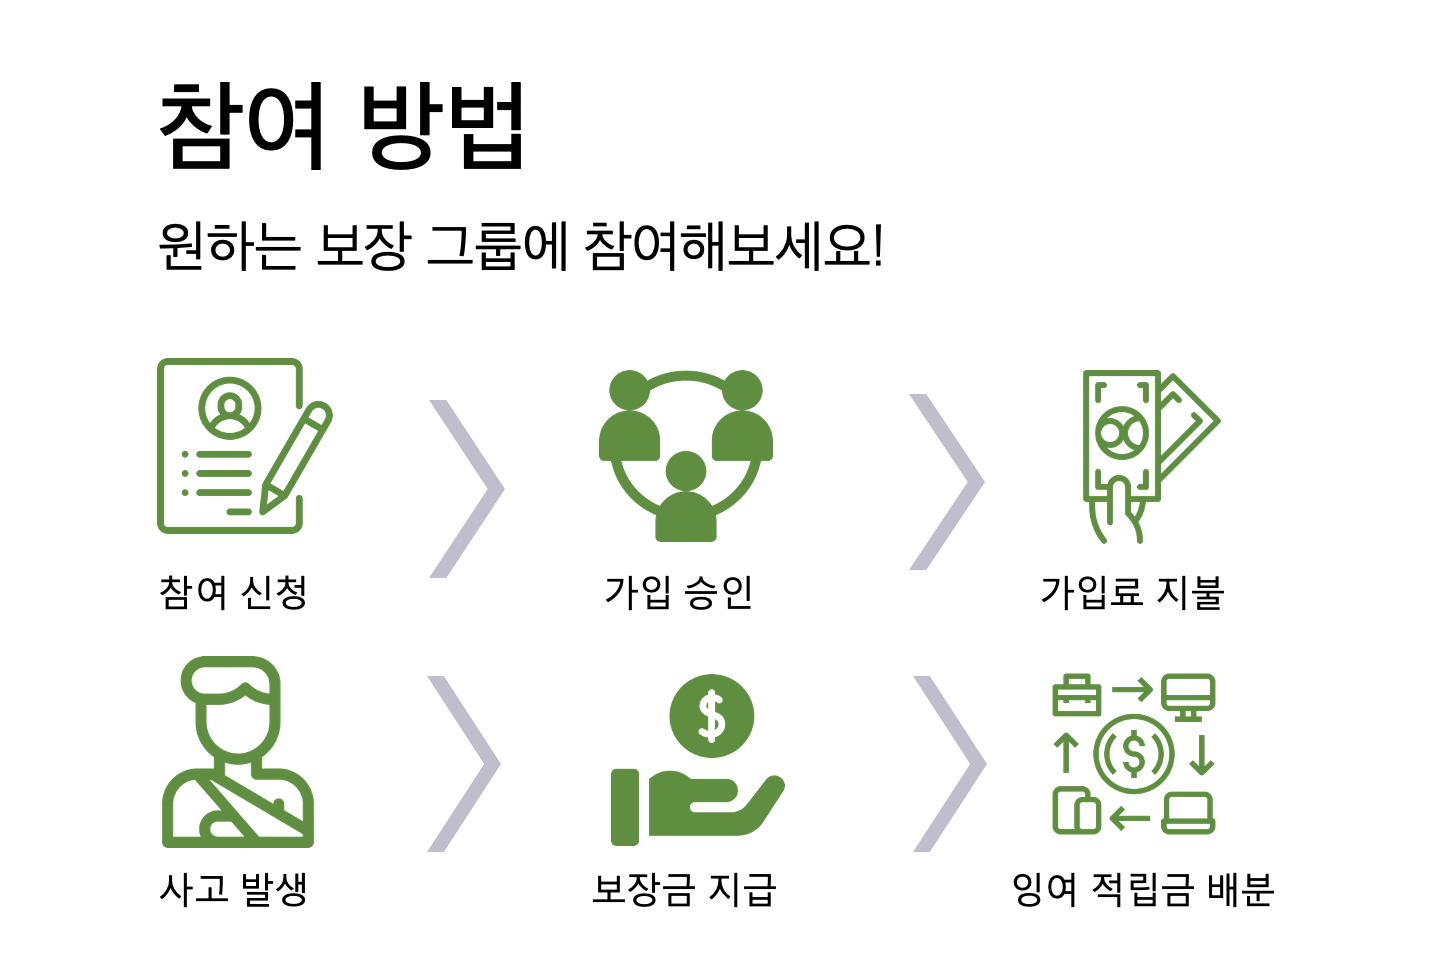 참여 방법
원하는 보장 그룹에 참여해보세요!
참여 신청
가입 승인
가입료 지불
$
사고 발생
보장금 지급
$
잉여 적립금 배분